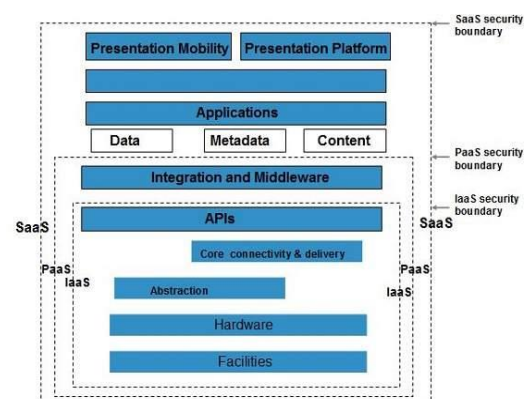 SaaS security
boundary
Presentation Mobility
Presentation Platform
Applications
Data
Metadata
Content
PaaS security
boundary
Integration and Middleware
IaaS security
boundary
APIs
SaaS
SaaS
Core connectivity & delivery
PaaS
PaaS
IaaS
IaaS
Abstraction
Hardware
Facilities